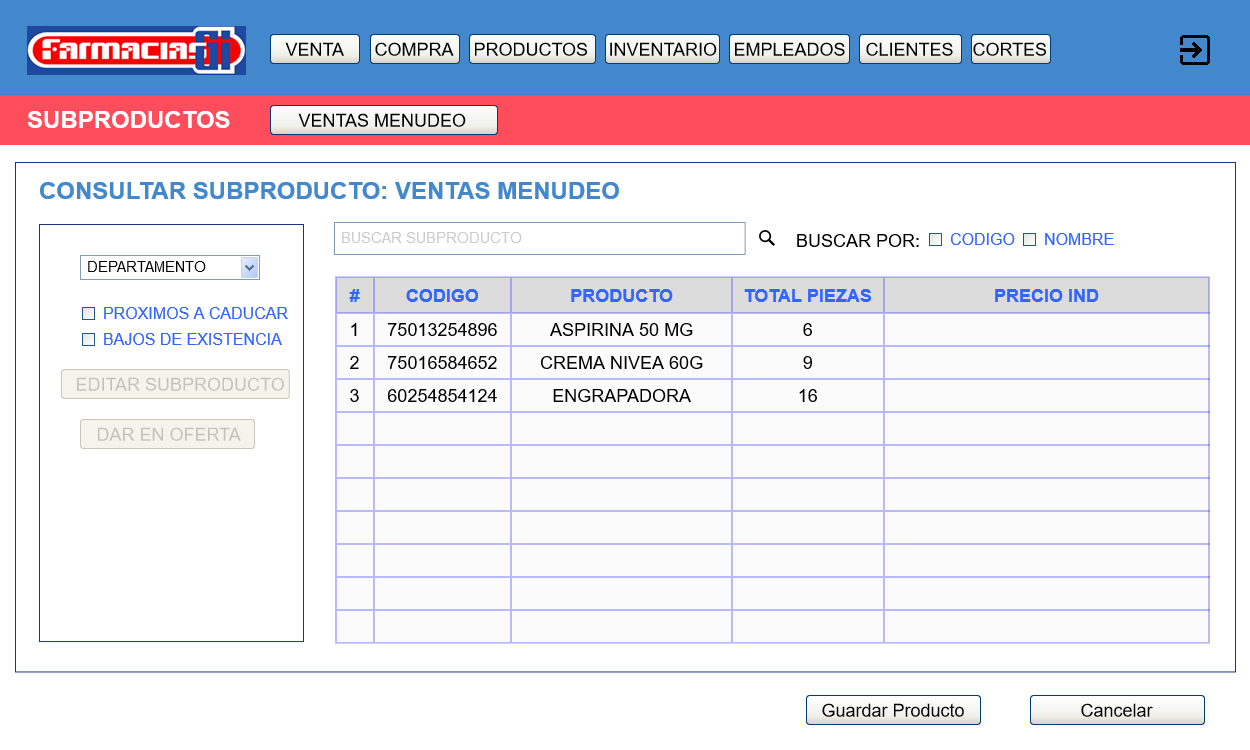 Farmacias GI VENTA COMPRA PRODUCTOS INVENTARIO EMPLEADOS CLIENTES CORTES
SUBPRODUCTOS VENTAS MENUDEO
CONSULTAR SUBPRODUCTO: VENTAS MENUDEO
BUSCAR SUBPRODUCTO BUSCAR POR: CODIGO NOMBRE
DEPARTAMENTO
PROXIMOS A CADUCAR
BAJOS DE EXISTENCIA
EDITAR SUBPRODUCTO
DAR EN OFERTA
# CODIGO PRODUCTO TOTAL PIEZAS PRECIO IND
1 75013254896 ASPIRINA 50 MG 6
2 75016584652 CREMA NIVEA 60G 9
3 60254854124 ENGRAPADORA 16
Guardar Producto Cancelar